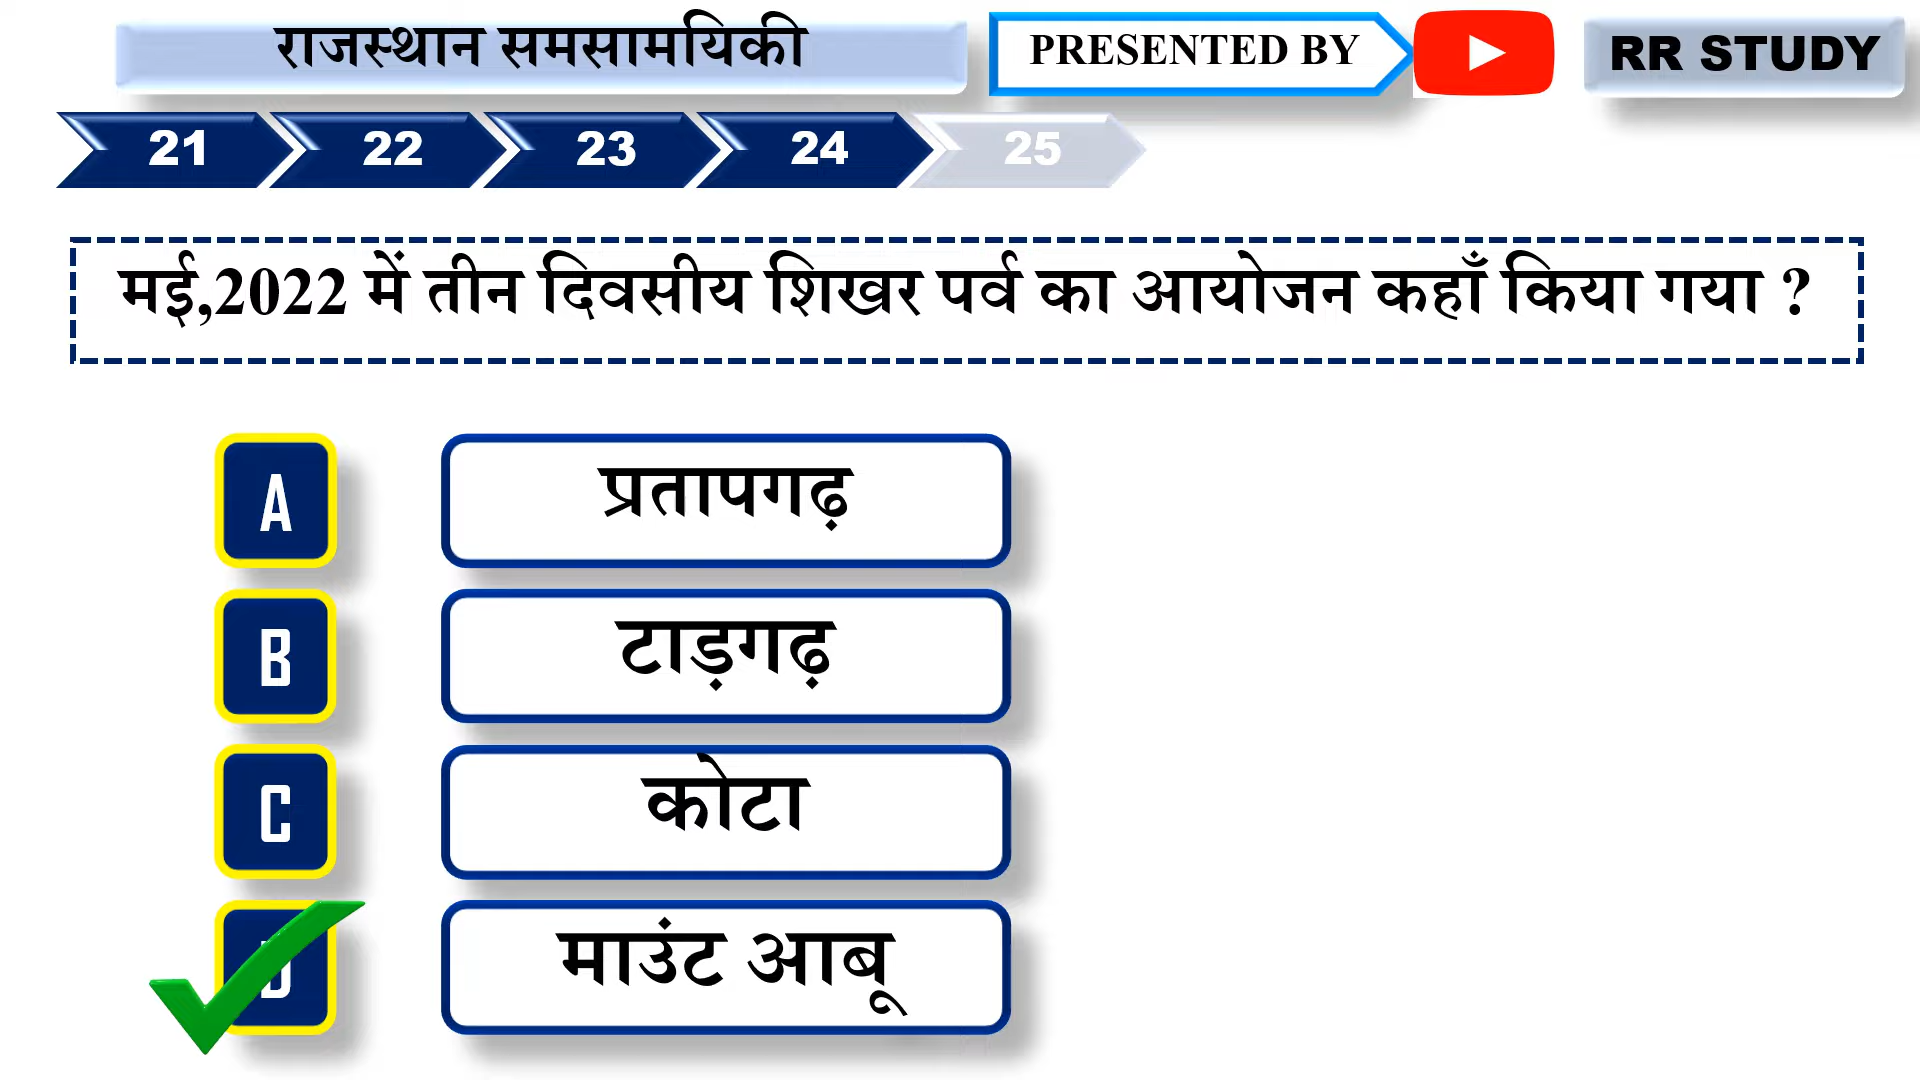 राजस्थान समसामयिकी
PRESENTED BY
RR STUDY
21 22 23 24 25
मई,2022 में तीन दिवसीय शिखर पर्व का आयोजन कहाँ किया गया ?
A प्रतापगढ़
B टाड़गढ़
C कोटा
D माउंट आबू